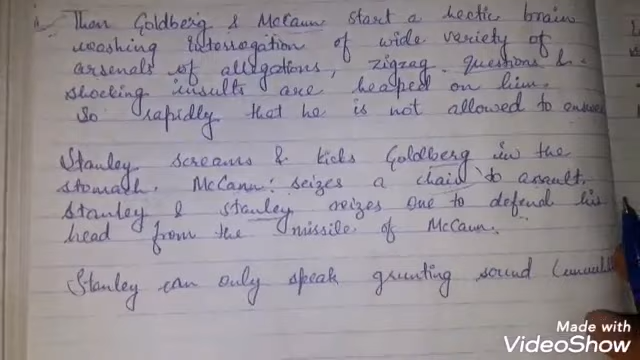 Then Goldberg & McCann start a hectic brain
washing Interrogation of wide variety of
arsenals of allegations, zigzag questions &
shocking insults are heaped on him.
So rapidly that he is not allowed to answer
Stanley screams & kicks Goldberg in the
stomach. McCann seizes a chair to assault
Stanley & Stanley seizes one to defend his
head from the missile of McCann.
Stanley can only speak grunting sound
Made with
VideoShow